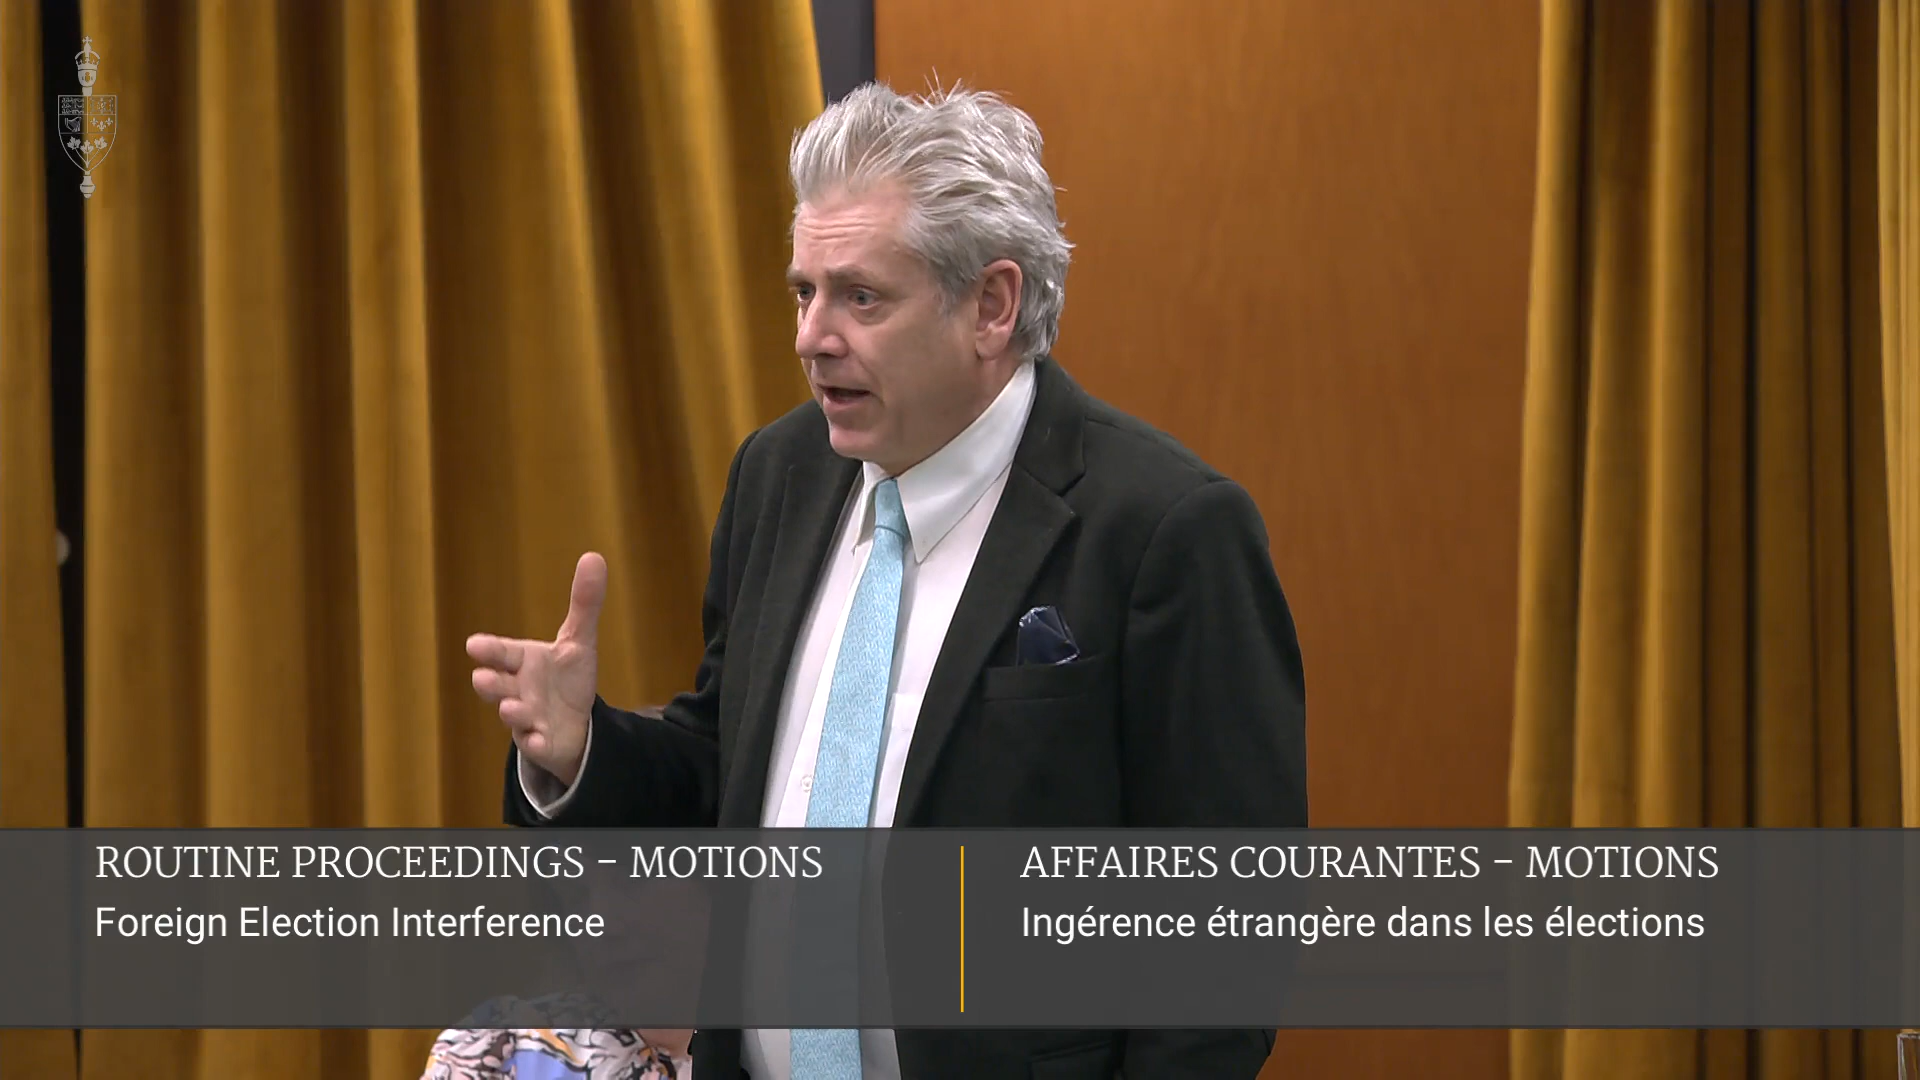 ROUTINE PROCEEDINGS – MOTIONS
Foreign Election Interference
AFFAIRES COURANTES – MOTIONS
Ingérence étrangère dans les élections